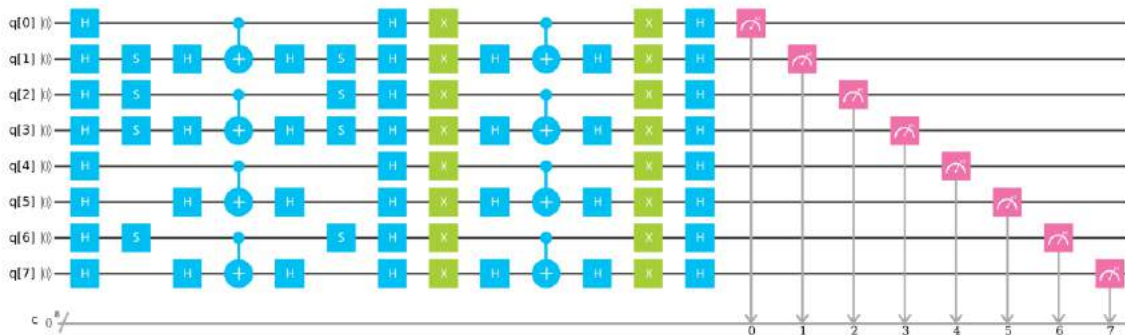 q[0] |0⟩ H H X X H
q[1] |0⟩ H S H + H S H X H + H X H
q[2] |0⟩ H S S H X X H
q[3] |0⟩ H S H + H S H X H + H X H
q[4] |0⟩ H H X X H
q[5] |0⟩ H H + H H X H + H X H
q[6] |0⟩ H S S H X X H
q[7] |0⟩ H H + H H X H + H X H
c 0 8
0 1 2 3 4 5 6 7